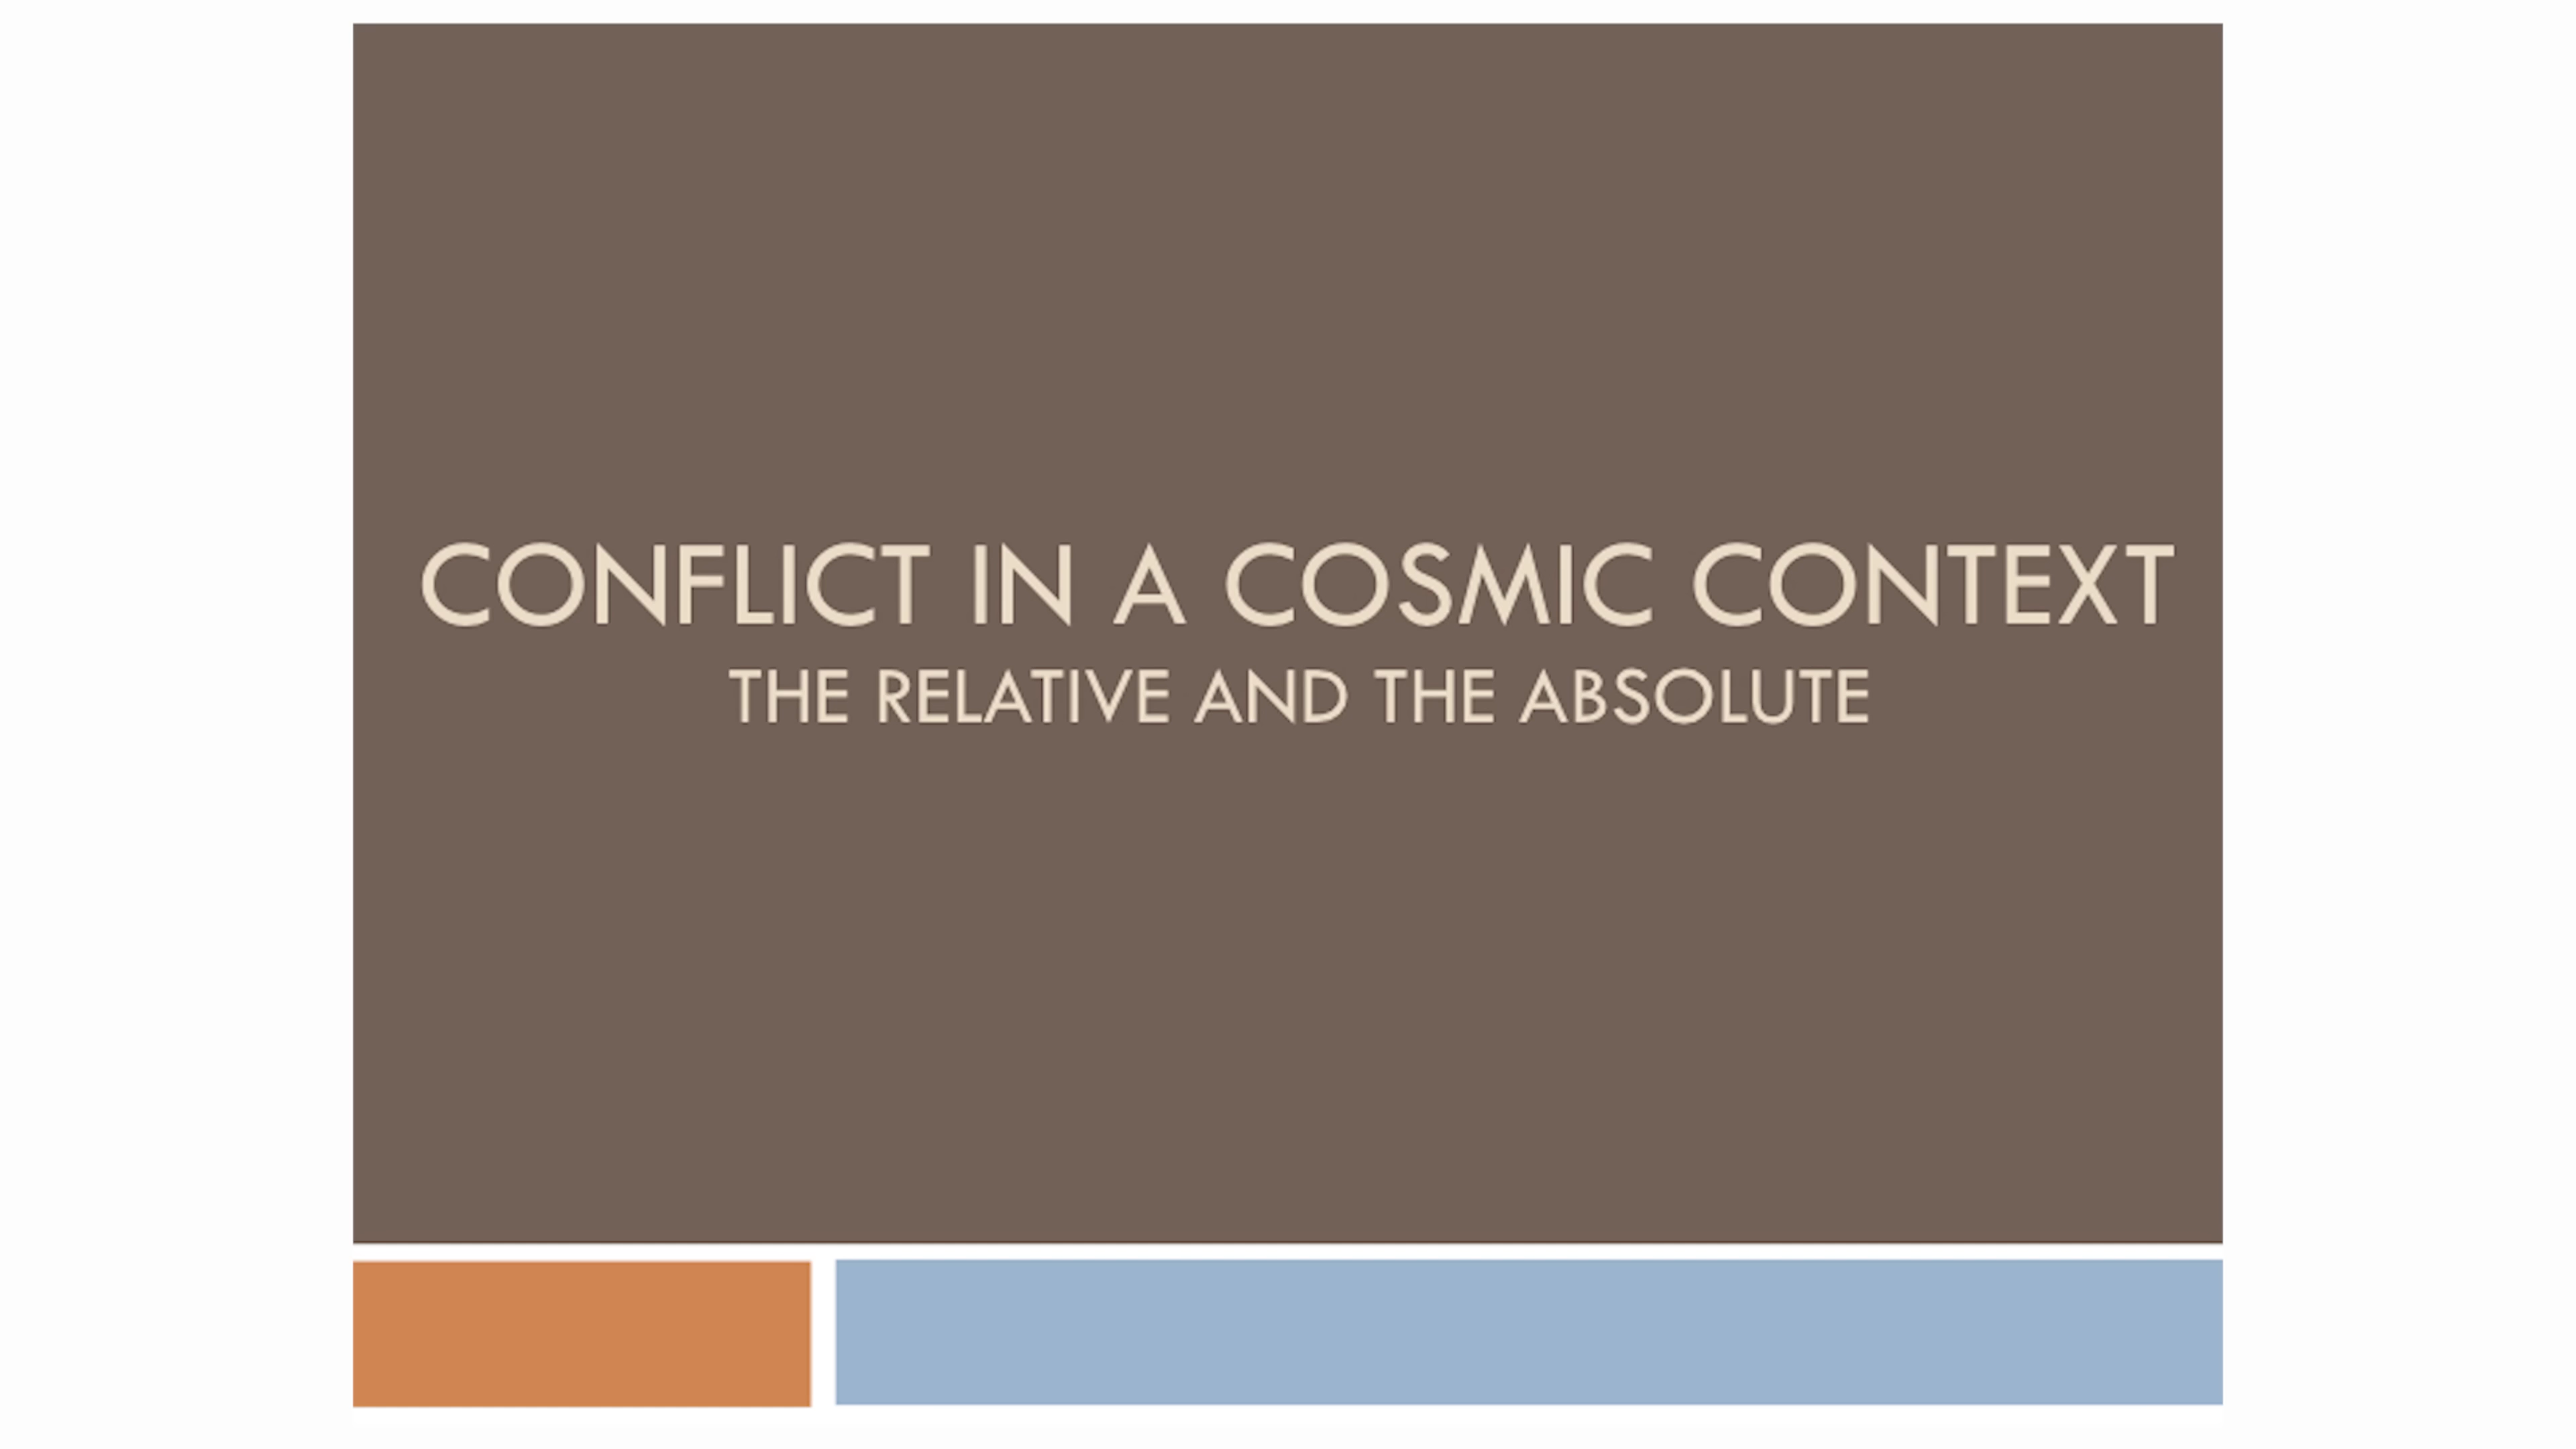 CONFLICT IN A COSMIC CONTEXT
THE RELATIVE AND THE ABSOLUTE